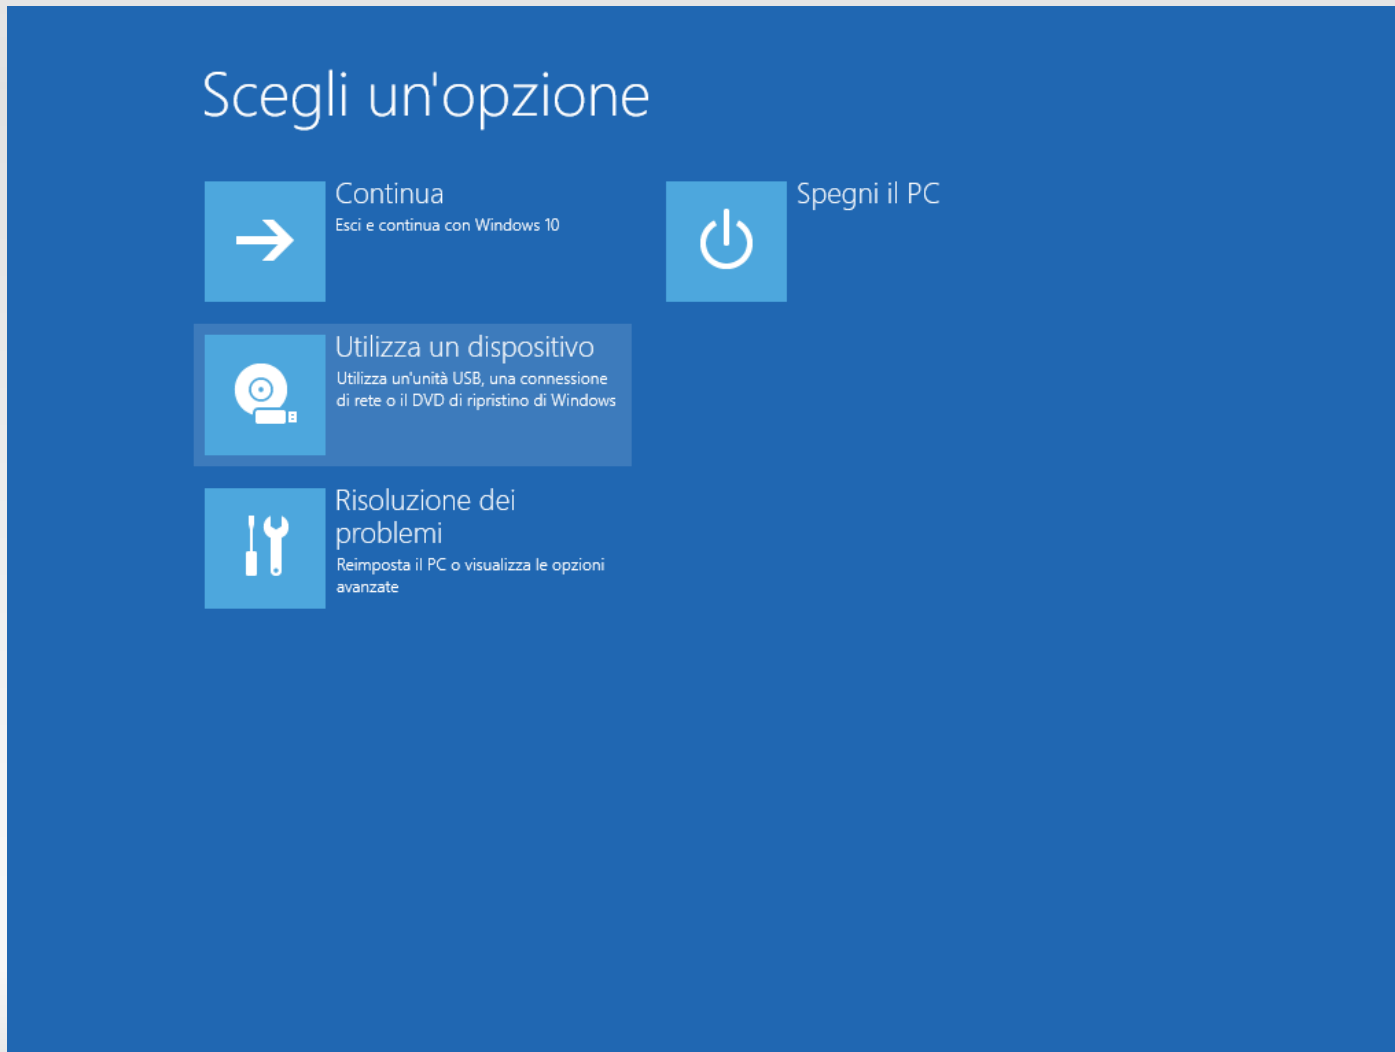 Scegli un'opzione
Continua
Esci e continua con Windows 10
Spegni il PC
Utilizza un dispositivo
Utilizza un'unità USB, una connessione
di rete o il DVD di ripristino di Windows
Risoluzione dei
problemi
Reimposta il PC o visualizza le opzioni
avanzate